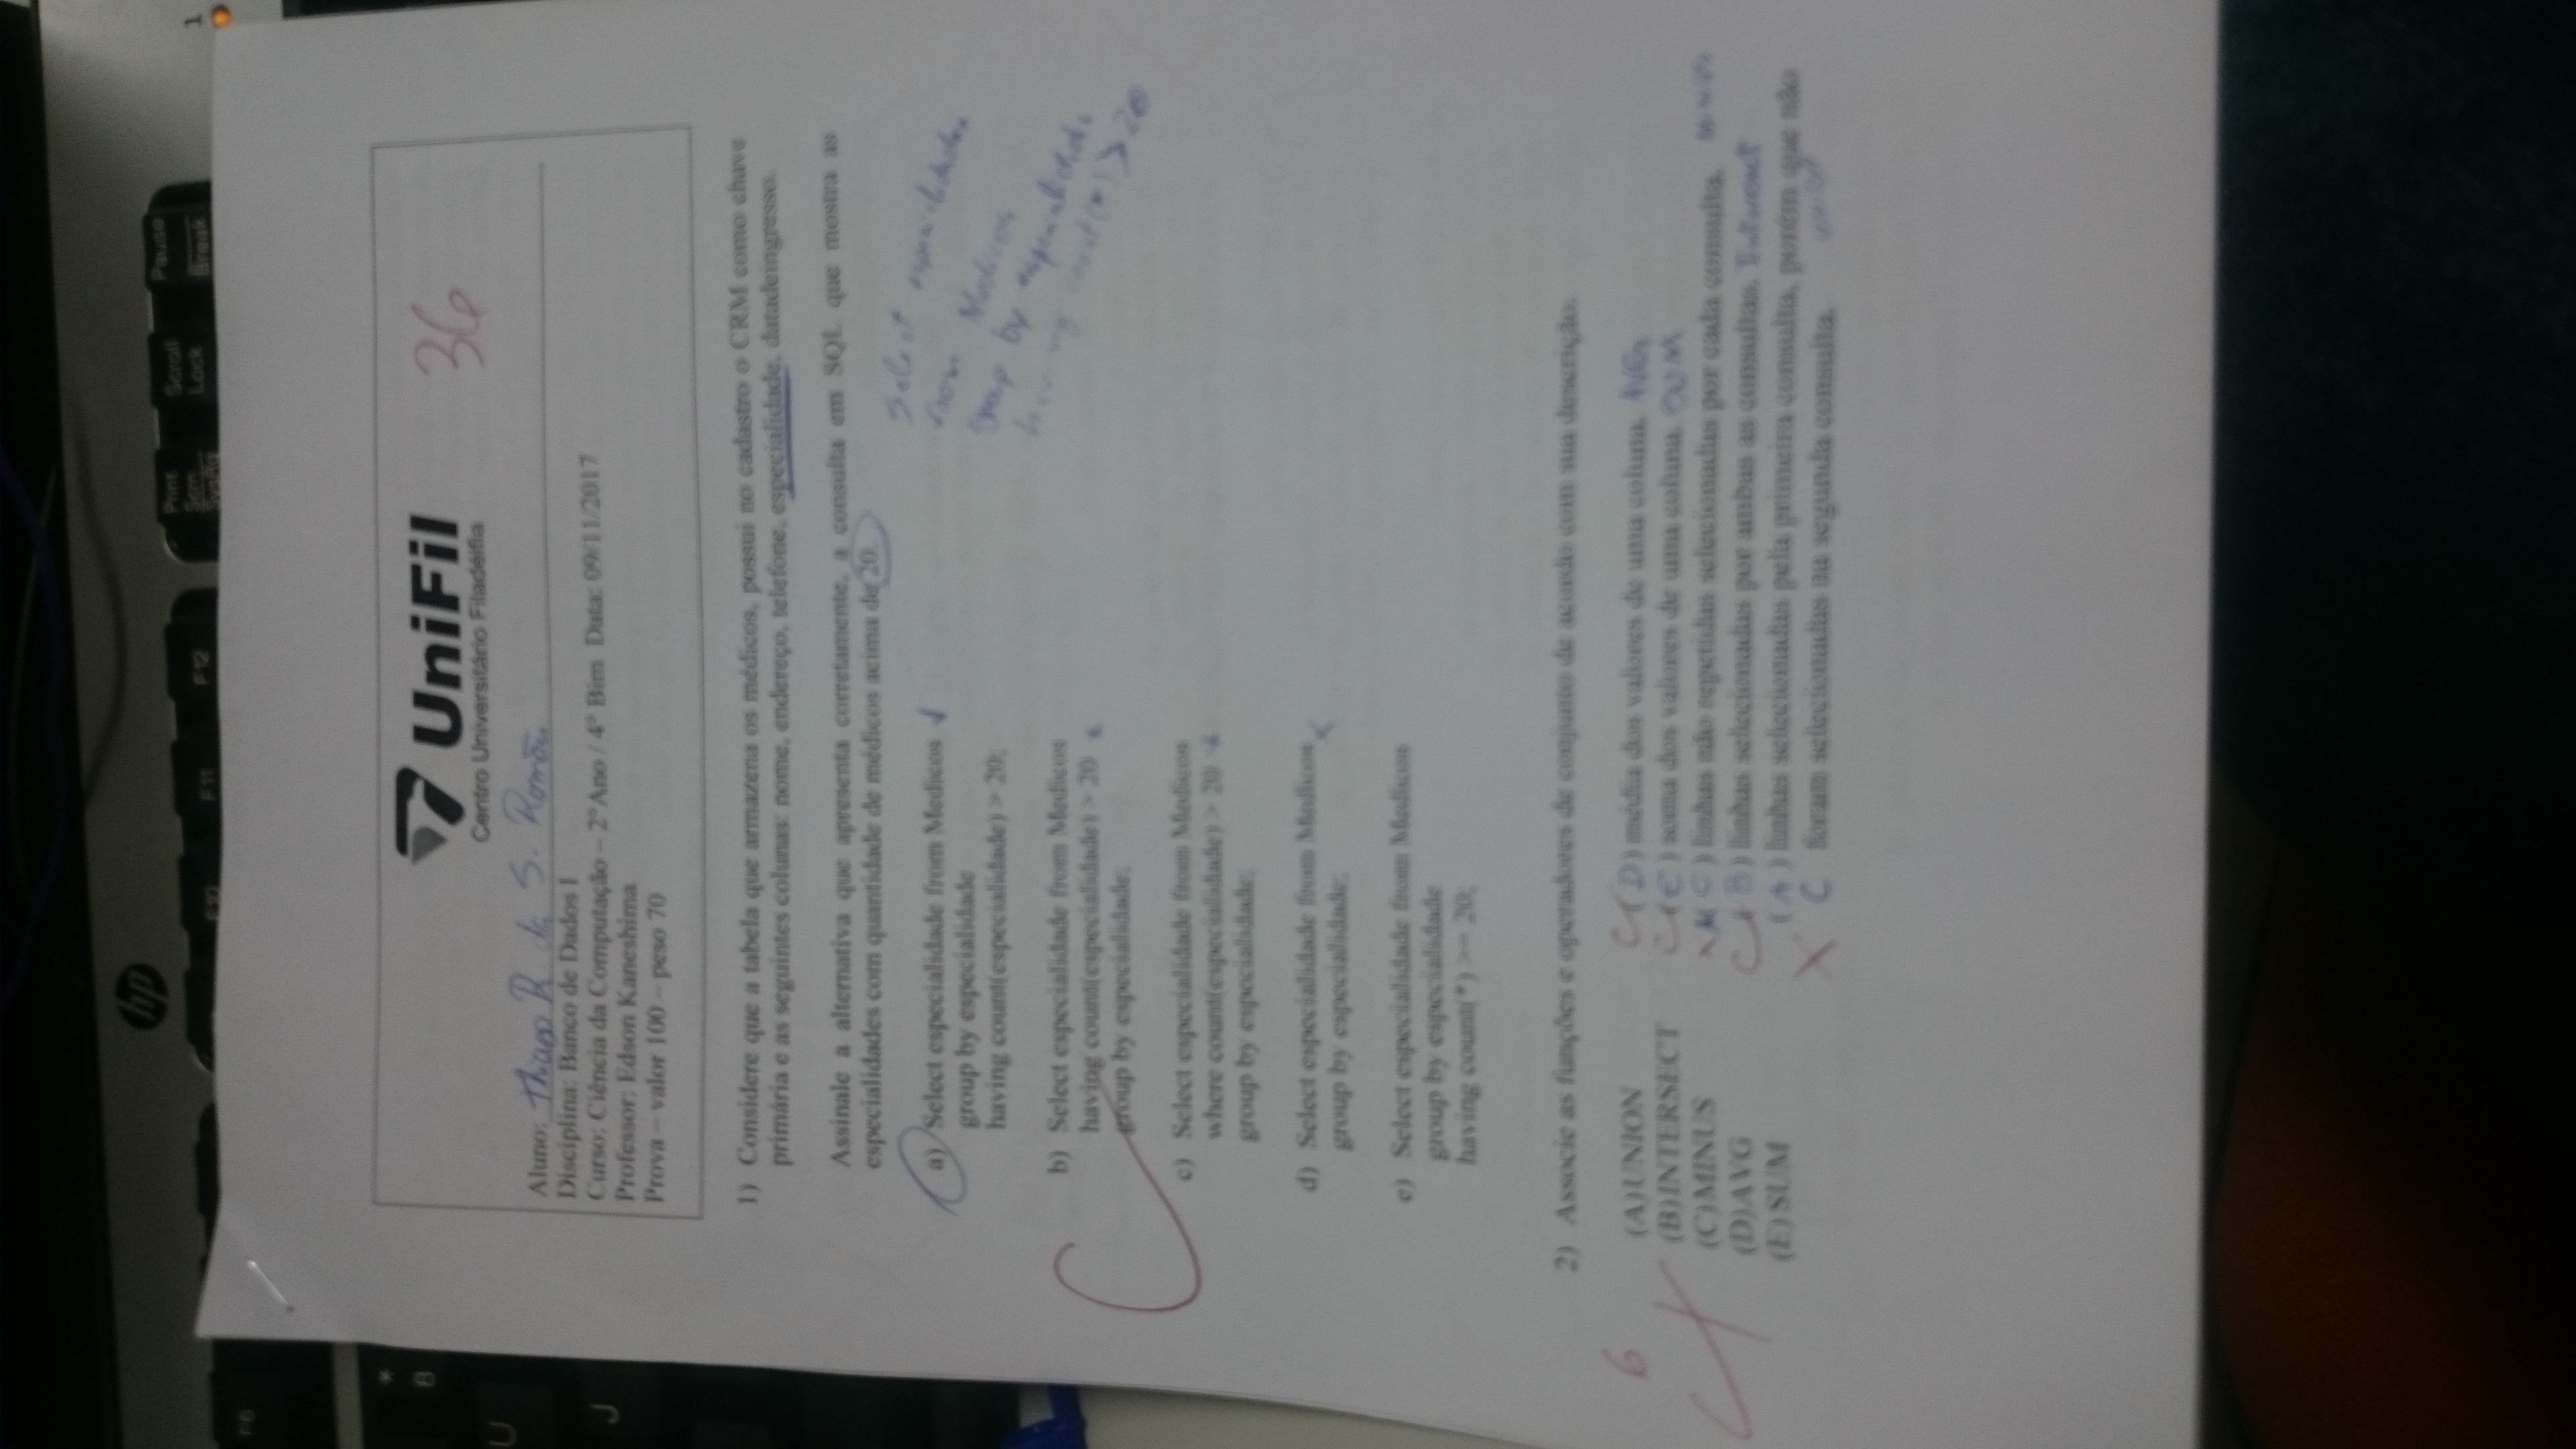 hp
Print Scrn SysRq
Scroll Lock
Pause Break
F6
F10
F11
F12
1
*
8
U
J
UniFil
Centro Universitário Filadélfia
36
Aluno: Thiago R. da S. Romão
Disciplina: Banco de Dados I
Curso: Ciência da Computação – 2º Ano / 4º Bim Data: 09/11/2017
Professor: Edson Kaneshima
Prova – valor 100 – peso 70
1) Considere que a tabela que armazena os médicos, possui no cadastro o CRM como chave
primária e as seguintes colunas: nome, endereço, telefone, especialidade, datadeingresso.
Assinale a alternativa que apresenta corretamente, a consulta em SQL que mostra as
especialidades com quantidade de médicos acima de 20.
a) Select especialidade from Medicos
group by especialidade
having count(especialidade) > 20;
Select especialidade
from Medicos
group by especialidade
having count(*) > 20
b) Select especialidade from Medicos
having count(especialidade) > 20
group by especialidade;
c) Select especialidade from Medicos
where count(especialidade) > 20
group by especialidade;
d) Select especialidade from Medicos
group by especialidade;
e) Select especialidade from Medicos
group by especialidade
having count(*) >= 20;
2) Associe as funções e operadores de conjunto de acordo com sua descrição.
6
(A) UNION C (D) média dos valores de uma coluna. AVG
(B) INTERSECT C (E) soma dos valores de uma coluna. SUM
(C) MINUS X (C) linhas não repetidas selecionadas por cada consulta. Minus
(D) AVG C (B) linhas selecionadas por ambas as consultas. Intersect
(E) SUM (A) linhas selecionadas pela primeira consulta, porém que não
X C foram selecionadas na segunda consulta. union